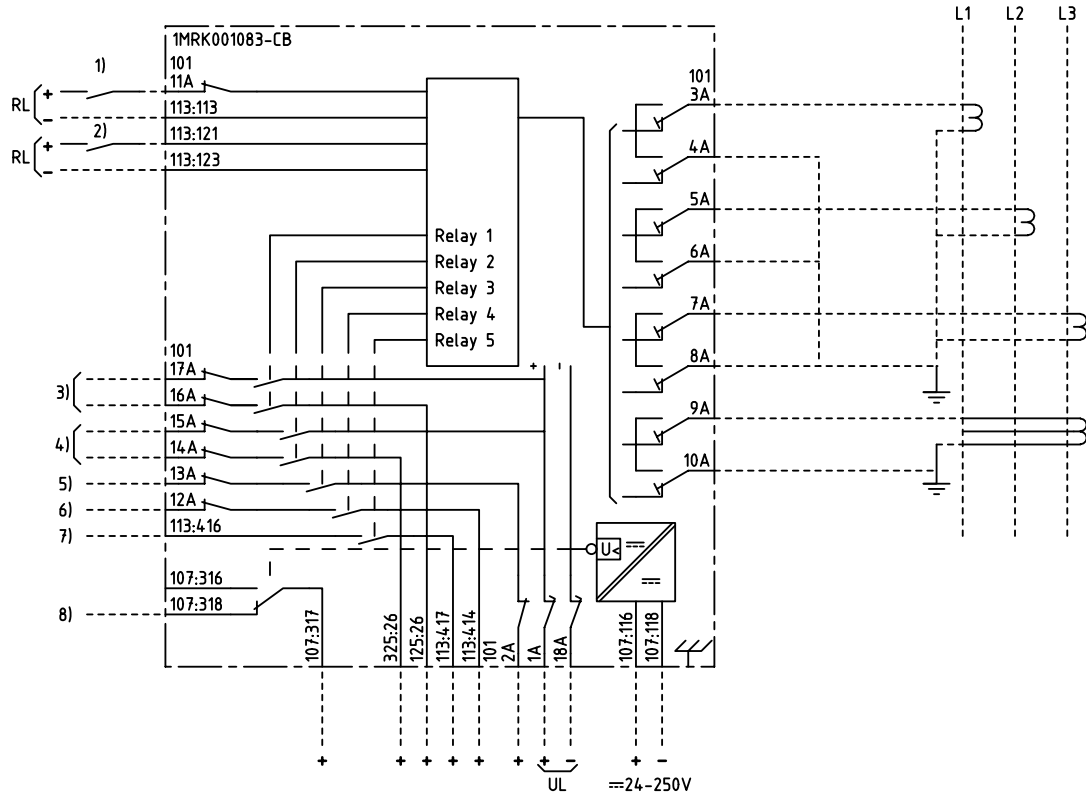 L1 L2 L3
1MRK001083-CB
1)
101
11A
RL + -
113:113
2)
113:121
RL + -
113:123
101
3A
4A
5A
6A
7A
8A
9A
10A
Relay 1
Relay 2
Relay 3
Relay 4
Relay 5
+ -
101
17A
3)
16A
15A
4)
14A
5)
13A
6)
12A
7)
113:416
107:316
8)
107:318
U<
107:317
325:26
125:26
113:417
113:414
101
2A
1A
18A
107:116
107:118
+ + + + + + + - + -
UL
24-250V